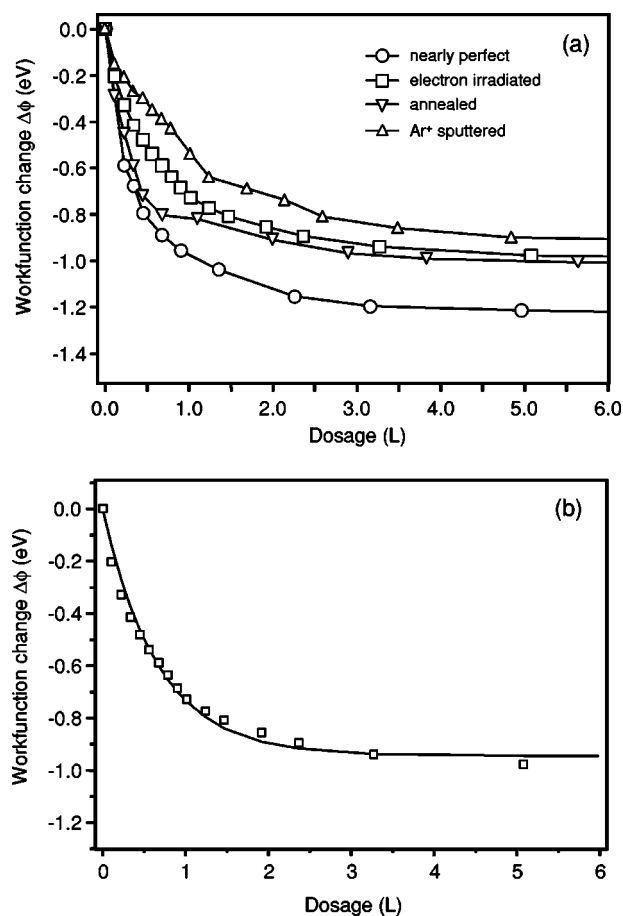 (a)
nearly perfect
electron irradiated
annealed
Ar⁺ sputtered
0.0
-0.2
-0.4
-0.6
-0.8
-1.0
-1.2
-1.4
Workfunction change Δϕ (eV)
0.0 1.0 2.0 3.0 4.0 5.0 6.0
Dosage (L)
(b)
0.0
-0.2
-0.4
-0.6
-0.8
-1.0
-1.2
Workfunction change Δϕ (eV)
0 1 2 3 4 5 6
Dosage (L)